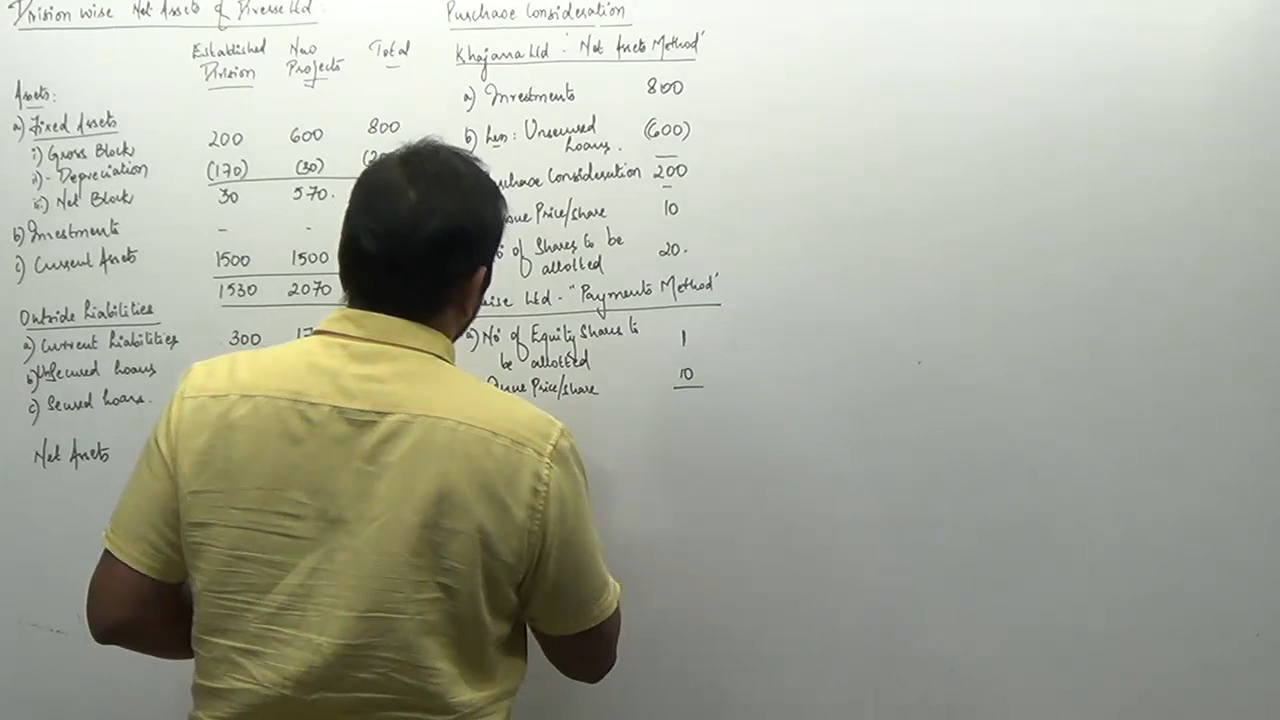 Division wise Net Assets of Diverse Ltd.
Established Division
New Projects
Total
Assets:
a) Fixed Assets
i) Gross Block 200 600 800
ii) - Depreciation (170) (30)
iii) Net Block 30 570.
b) Investments - -
c) Current Assets 1500 1500
1530 2070
Outside Liabilities
a) Current Liabilities 300
b) UnSecured Loans
c) Secured Loans.
Net Assets
Purchase Consideration
Khajana Ltd - "Net Assets Method"
a) Investments 800
b) Less: Unsecured Loans. (600)
Consideration 200
Price/share 10
of Shares to be allotted 20.
Ltd - "Payments Method"
a) No of Equity Shares to be allotted 1
Price/share 10